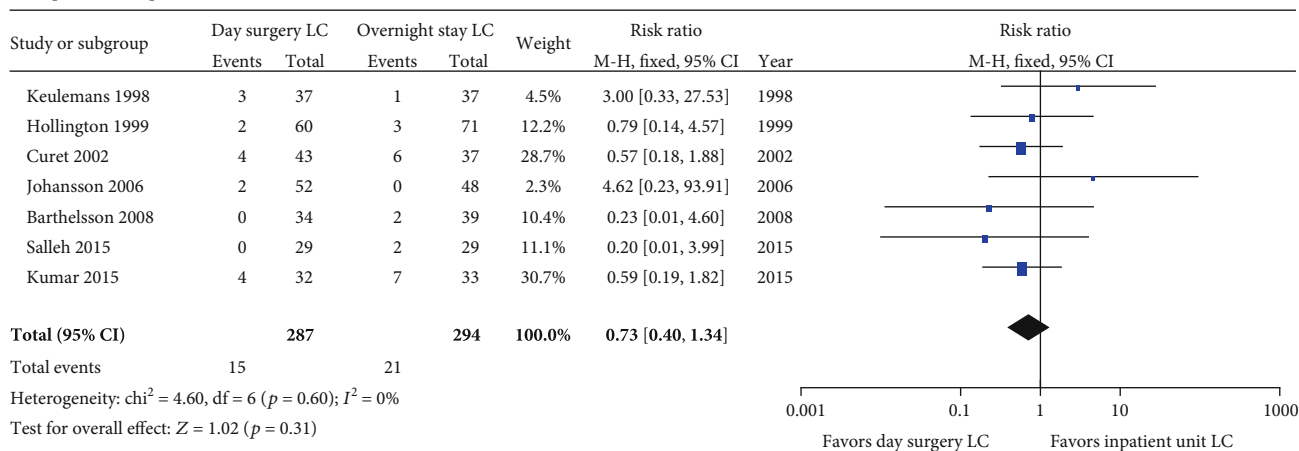 Study or subgroup Day surgery LC Overnight stay LC Weight Risk ratio Risk ratio
Events Total Events Total M-H, fixed, 95% CI Year M-H, fixed, 95% CI
Keulemans 1998 3 37 1 37 4.5% 3.00 [0.33, 27.53] 1998
Hollington 1999 2 60 3 71 12.2% 0.79 [0.14, 4.57] 1999
Curet 2002 4 43 6 37 28.7% 0.57 [0.18, 1.88] 2002
Johansson 2006 2 52 0 48 2.3% 4.62 [0.23, 93.91] 2006
Barthelsson 2008 0 34 2 39 10.4% 0.23 [0.01, 4.60] 2008
Salleh 2015 0 29 2 29 11.1% 0.20 [0.01, 3.99] 2015
Kumar 2015 4 32 7 33 30.7% 0.59 [0.19, 1.82] 2015
Total (95% CI) 287 294 100.0% 0.73 [0.40, 1.34]
Total events 15 21
Heterogeneity: chi² = 4.60, df = 6 (p = 0.60); I² = 0%
Test for overall effect: Z = 1.02 (p = 0.31)
0.001 0.1 1 10 1000
Favors day surgery LC Favors inpatient unit LC